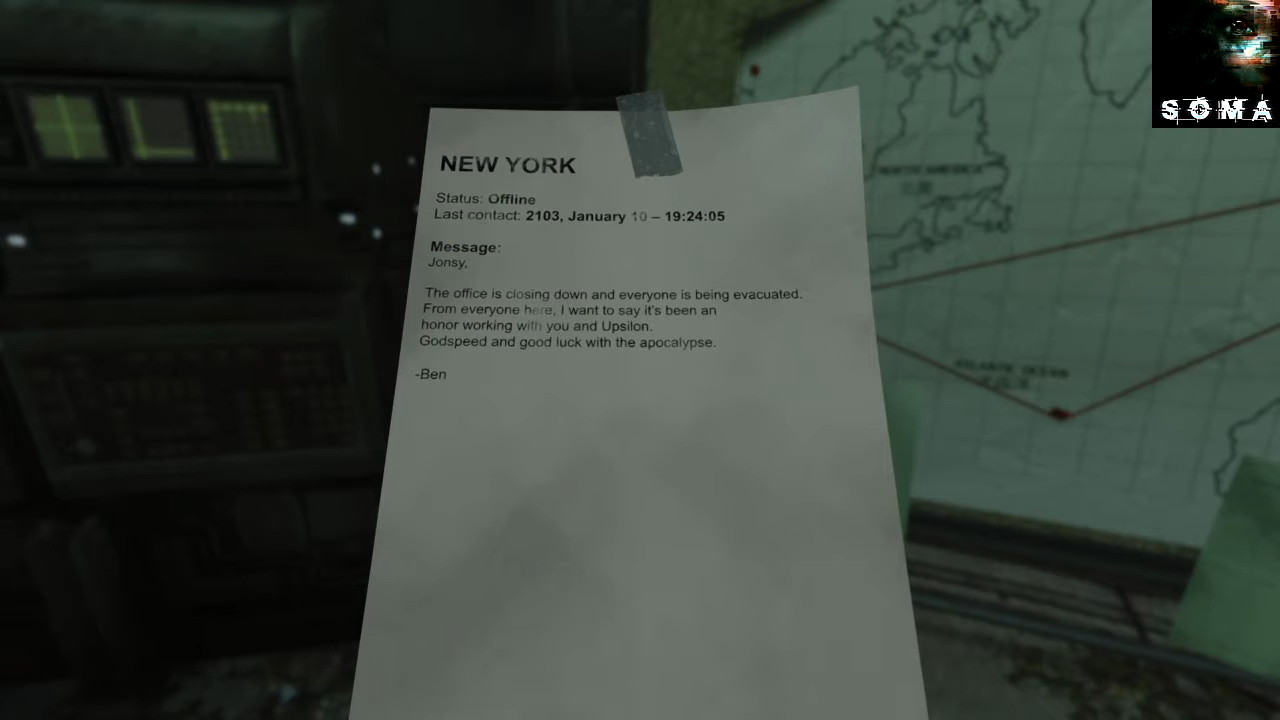 SOMA
NEW YORK
Status: Offline
Last contact: 2103, January 10 – 19:24:05
Message:
Jonsy,
The office is closing down and everyone is being evacuated.
From everyone here, I want to say it's been an
honor working with you and Upsilon.
Godspeed and good luck with the apocalypse.
-Ben
ATLANTIC OCEAN